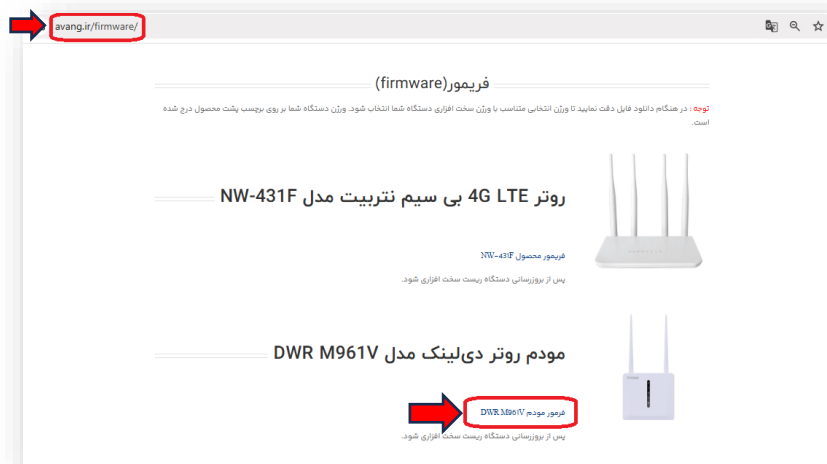 avang.ir/firmware/
فریمور(firmware)
توجه : در هنگام دانلود فایل دقت نمایید تا ورژن انتخابی متناسب با ورژن سخت افزاری دستگاه شما انتخاب شود. ورژن دستگاه شما بر روی برچسب پشت محصول درج شده
است.
روتر 4G LTE بی سیم نتربیت مدل NW-431F
فریمور محصول NW-431F
پس از بروزرسانی دستگاه ریست سخت افزاری شود.
مودم روتر دی‌لینک مدل DWR M961V
فرمور مودم DWR M961V
پس از بروزرسانی دستگاه ریست سخت افزاری شود.